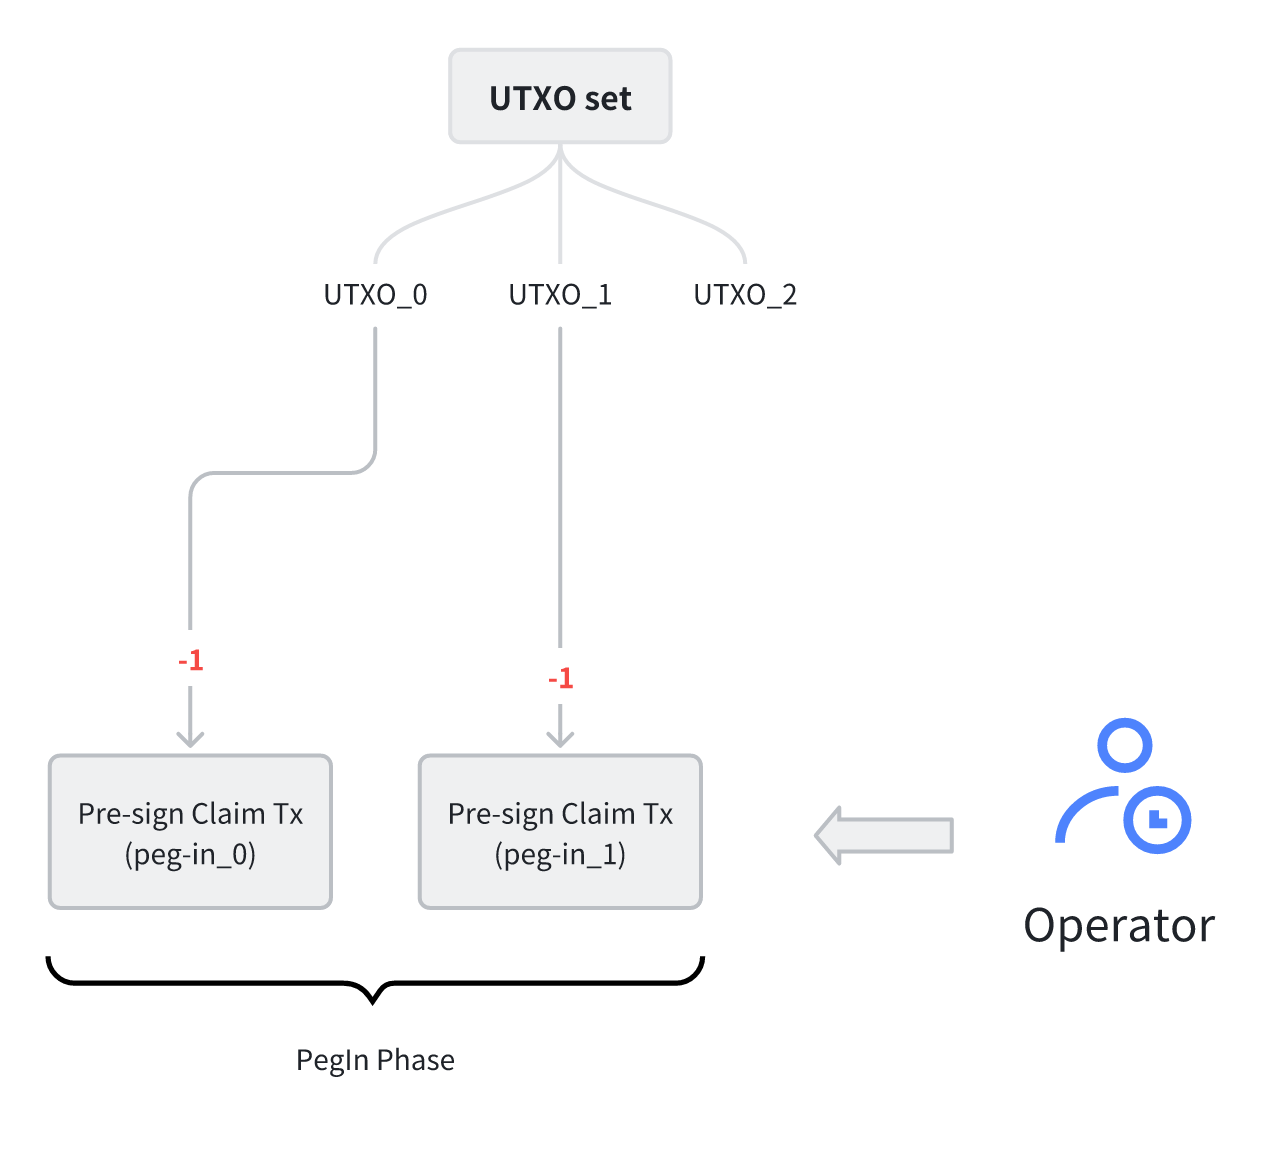 UTXO set
UTXO_0
UTXO_1
UTXO_2
-1
-1
Pre-sign Claim Tx
(peg-in_0)
Pre-sign Claim Tx
(peg-in_1)
Operator
PegIn Phase